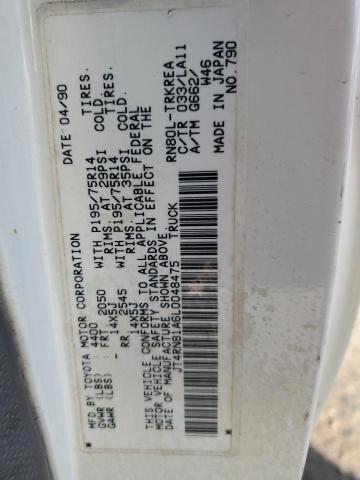 MFD BY TOYOTA MOTOR CORPORATION DATE 04/90
GVWR (LBS) 4400
GAWR (LBS) FRT 2050 WITH P195/75R14 TIRES.
14X5J RIMS. AT 29PSI COLD.
RR. 2545 WITH P195/75R14 TIRES.
14X5J RIMS. AT 35PSI COLD.
THIS VEHICLE CONFORMS TO ALL APPLICABLE FEDERAL
MOTOR VEHICLE SAFETY STANDARDS IN EFFECT ON THE
DATE OF MANUFACTURE SHOWN ABOVE.
JT4RN81A6L0048475 TRUCK
RN80L-TRKREA
C/TR 033/LA11
A/TM G662/
W46
MADE IN JAPAN
NO.790